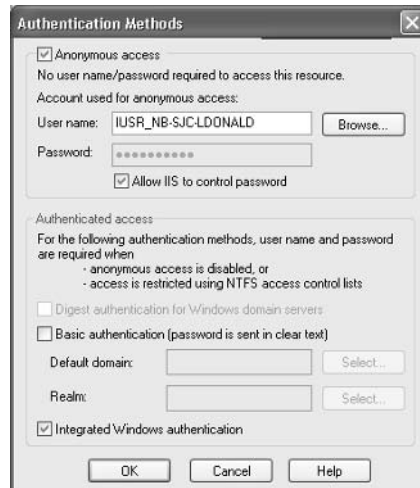 Authentication Methods
Anonymous access
No user name/password required to access this resource.
Account used for anonymous access:
User name: IUSR_NB-SJC-LDONALD Browse...
Password: ●●●●●●●●●●
Allow IIS to control password
Authenticated access
For the following authentication methods, user name and password
are required when
- anonymous access is disabled, or
- access is restricted using NTFS access control lists
Digest authentication for Windows domain servers
Basic authentication (password is sent in clear text)
Default domain: Select...
Realm: Select...
Integrated Windows authentication
OK Cancel Help